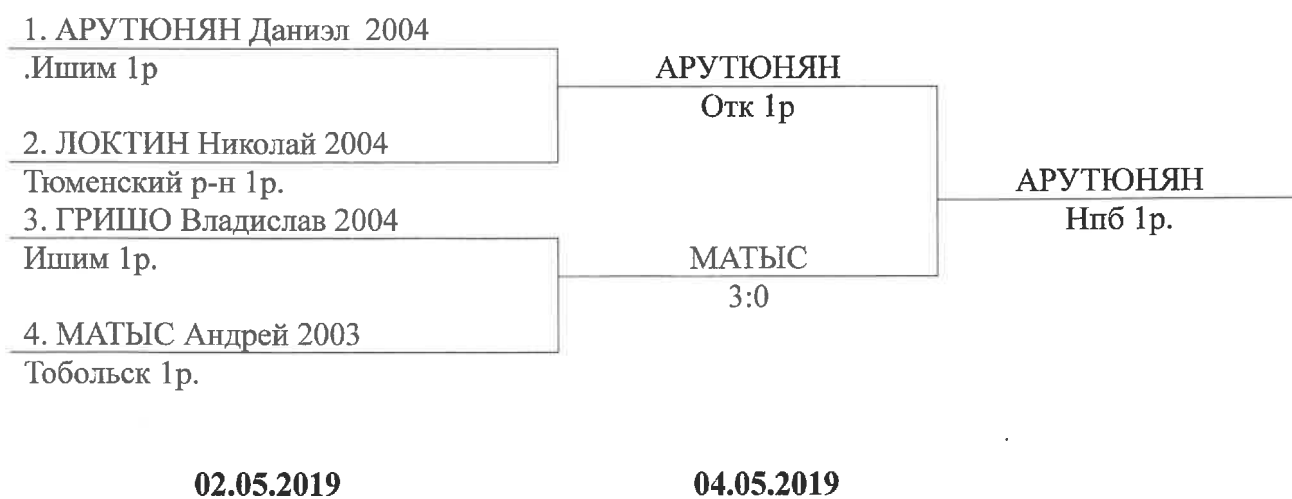 1. АРУТЮНЯН Даниэл 2004
.Ишим 1р
2. ЛОКТИН Николай 2004
Тюменский р-н 1р.
3. ГРИШО Владислав 2004
Ишим 1р.
4. МАТЫС Андрей 2003
Тобольск 1р.
АРУТЮНЯН
Отк 1р
МАТЫС
3:0
АРУТЮНЯН
Нпб 1р.
02.05.2019
04.05.2019